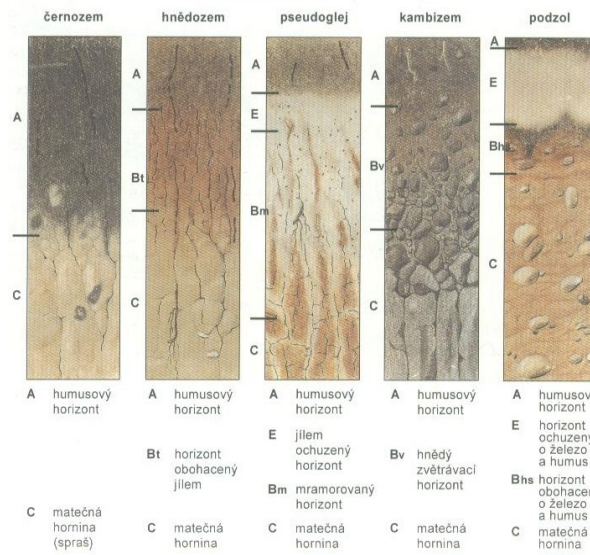 černozem
hnědozem
pseudoglej
kambizem
podzol
A
C
A
Bt
C
A
E
Bm
C
A
Bv
C
A
E
Bhs
C
A humusový
horizont
C matečná
hornina
(spraš)
A humusový
horizont
Bt horizont
obohacený
jílem
C matečná
hornina
A humusový
horizont
E jílem
ochuzený
horizont
Bm mramorovaný
horizont
C matečná
hornina
A humusový
horizont
Bv hnědý
zvětrávací
horizont
C matečná
hornina
A humusov
horizont
E horizont
ochuzený
o železo
a humus
Bhs horizont
obohacen
o železo
a humus
C matečná
hornina